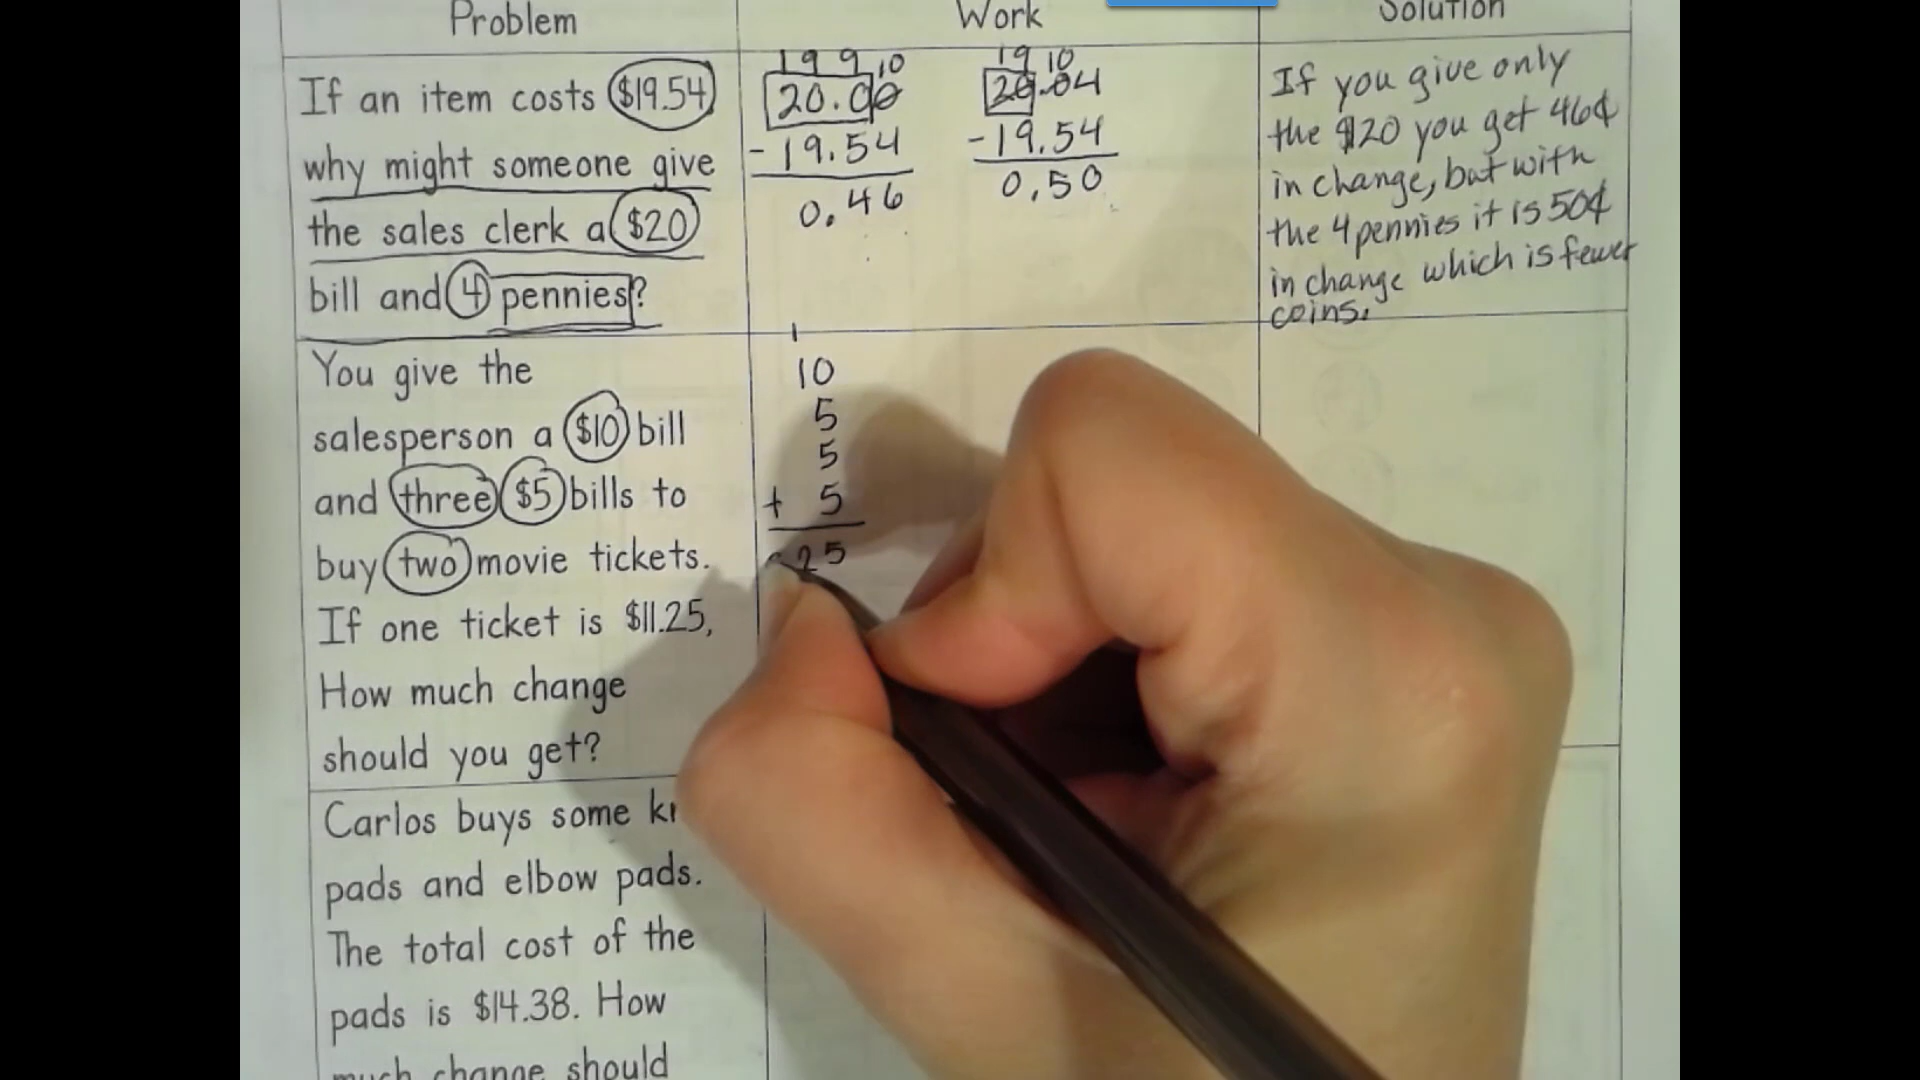 Problem
Work
Solution
If an item costs $19.54
why might someone give
the sales clerk a $20
bill and 4 pennies?
19 9 10
20.00
-19.54
0.46
19 10
20.04
-19.54
0.50
If you give only
the $20 you get 46¢
in change, but with
the 4 pennies it is 50¢
in change which is fewer
coins.
You give the
salesperson a $10 bill
and three $5 bills to
buy two movie tickets.
If one ticket is $11.25,
How much change
should you get?
1
10
5
5
+ 5
25
Carlos buys some
pads and elbow pads.
The total cost of the
pads is $14.38. How
much change should